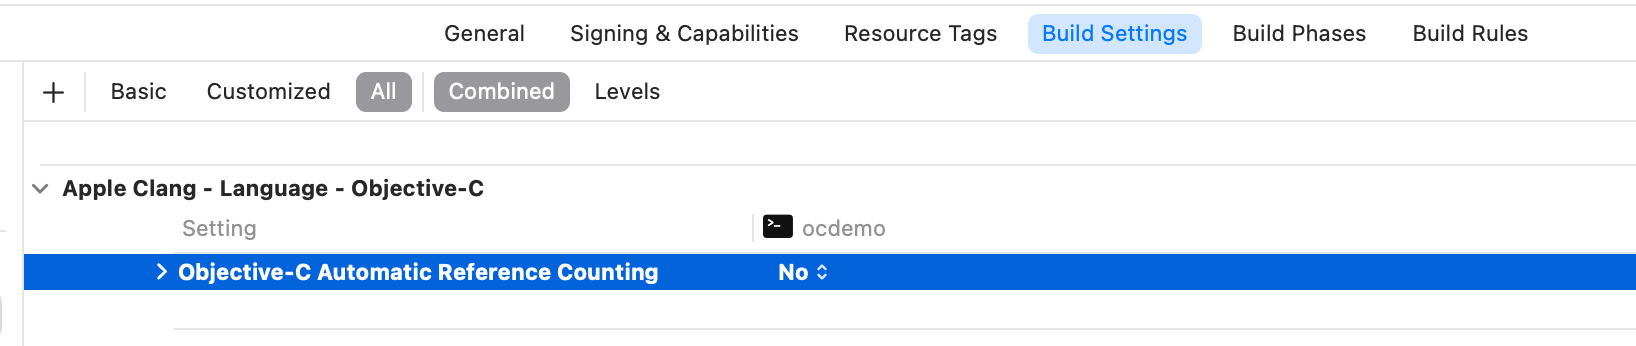 General Signing & Capabilities Resource Tags Build Settings Build Phases Build Rules
+ Basic Customized All Combined Levels
Apple Clang - Language - Objective-C
Setting ocdemo
Objective-C Automatic Reference Counting No